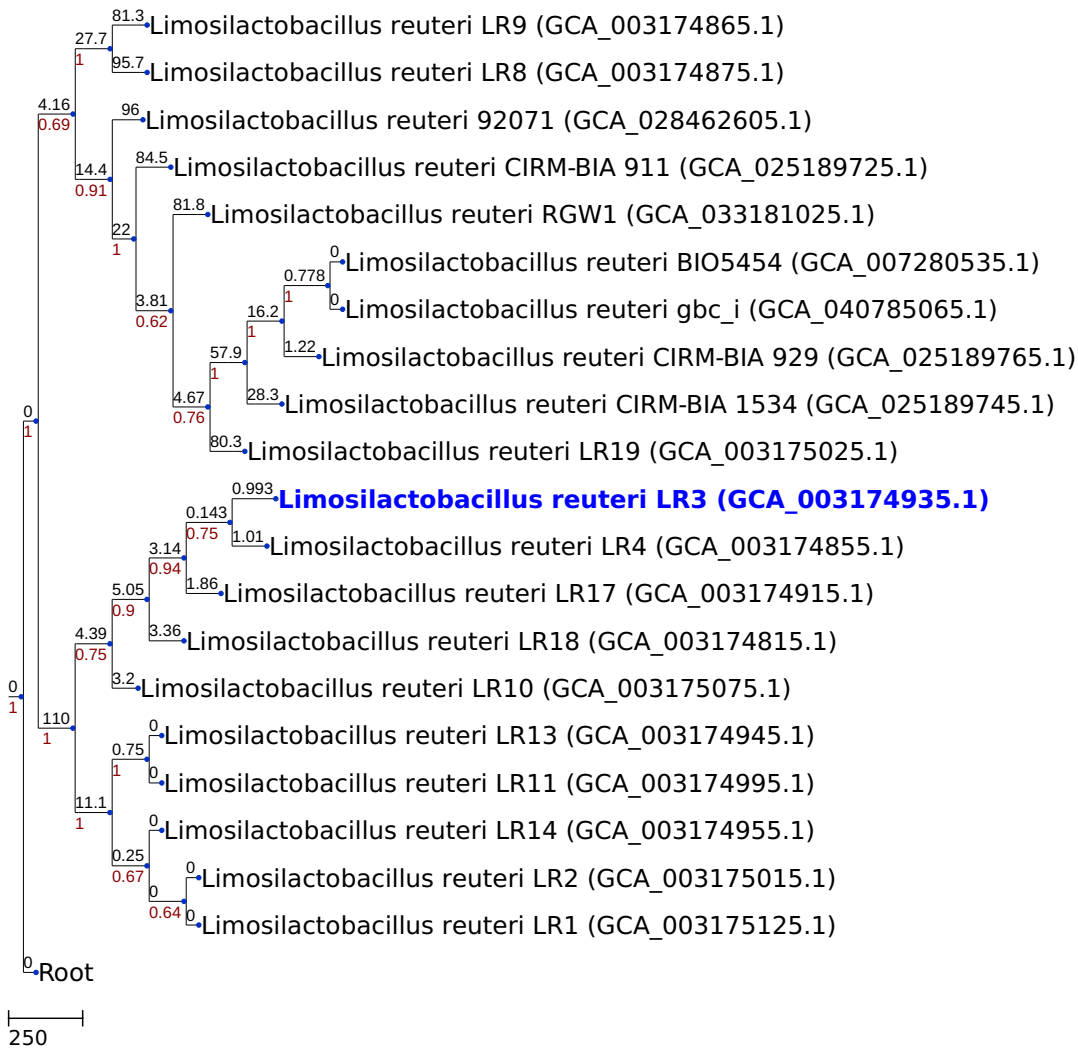 81.3
Limosilactobacillus reuteri LR9 (GCA_003174865.1)
27.7
1
95.7
Limosilactobacillus reuteri LR8 (GCA_003174875.1)
4.16
0.69
96
Limosilactobacillus reuteri 92071 (GCA_028462605.1)
84.5
Limosilactobacillus reuteri CIRM-BIA 911 (GCA_025189725.1)
14.4
0.91
81.8
Limosilactobacillus reuteri RGW1 (GCA_033181025.1)
22
1
0
Limosilactobacillus reuteri BIO5454 (GCA_007280535.1)
0.778
1
0
Limosilactobacillus reuteri gbc_i (GCA_040785065.1)
3.81
0.62
16.2
1
1.22
Limosilactobacillus reuteri CIRM-BIA 929 (GCA_025189765.1)
57.9
1
28.3
Limosilactobacillus reuteri CIRM-BIA 1534 (GCA_025189745.1)
4.67
0.76
0
1
80.3
Limosilactobacillus reuteri LR19 (GCA_003175025.1)
0.993
Limosilactobacillus reuteri LR3 (GCA_003174935.1)
0.143
0.75
1.01
Limosilactobacillus reuteri LR4 (GCA_003174855.1)
3.14
0.94
1.86
Limosilactobacillus reuteri LR17 (GCA_003174915.1)
5.05
0.9
3.36
Limosilactobacillus reuteri LR18 (GCA_003174815.1)
4.39
0.75
3.2
Limosilactobacillus reuteri LR10 (GCA_003175075.1)
0
1
110
1
0
Limosilactobacillus reuteri LR13 (GCA_003174945.1)
0.75
1
0
Limosilactobacillus reuteri LR11 (GCA_003174995.1)
11.1
1
0
Limosilactobacillus reuteri LR14 (GCA_003174955.1)
0.25
0.67
0
Limosilactobacillus reuteri LR2 (GCA_003175015.1)
0
0.64
0
Limosilactobacillus reuteri LR1 (GCA_003175125.1)
0
Root
250